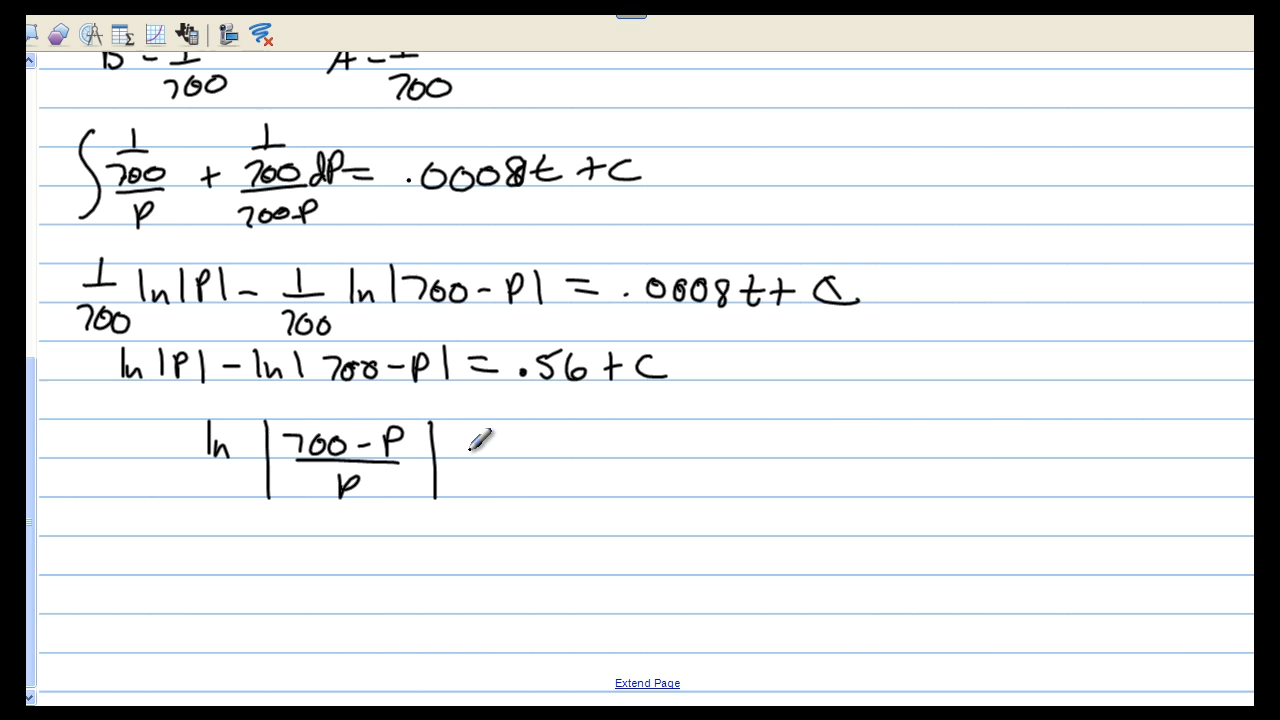 B = 1/700 A = 1/700
∫ (1/700)/P + (1/700)/(700-P) dP = .0008t + C
1/700 ln|P| - 1/700 ln|700-P| = .0008t + C
ln|P| - ln|700-P| = .56 + C
ln |(700-P)/P|
Extend Page